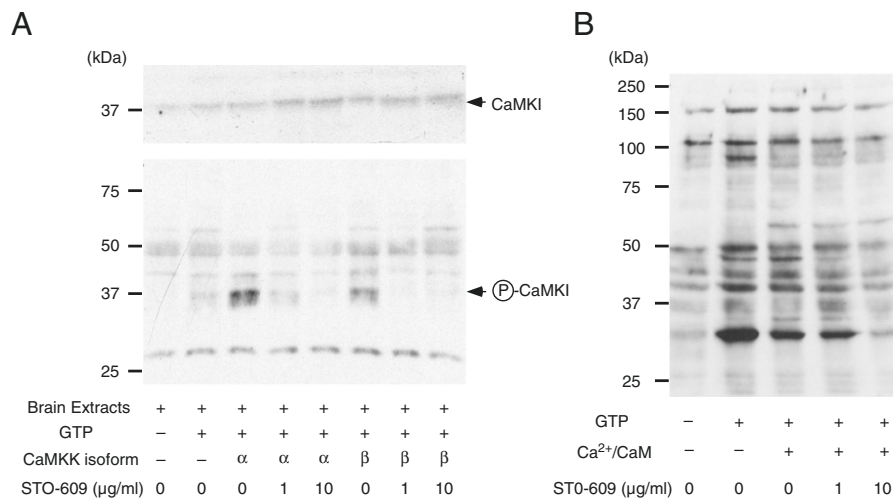 A
(kDa)
37
CaMKI
75
50
37
25
Ⓟ-CaMKI
Brain Extracts + + + + + + + +
GTP – + + + + + + +
CaMKK isoform – – α α α β β β
STO-609 (μg/ml) 0 0 0 1 10 0 1 10
B
(kDa)
250
150
100
75
50
37
25
GTP – + + + +
Ca²⁺/CaM + + +
ST0-609 (μg/ml) 0 0 0 1 10